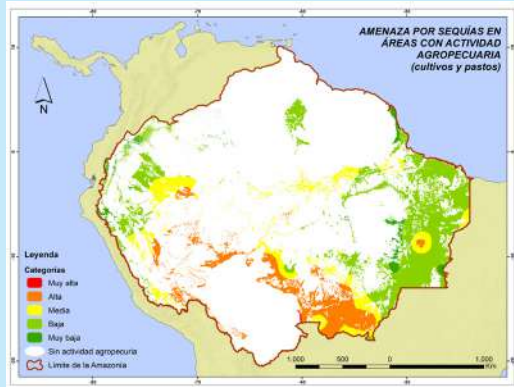 AMENAZA POR SEQUÍAS EN
ÁREAS CON ACTIVIDAD
AGROPECUARIA
(cultivos y pastos)
N
Leyenda
Categorías
Muy alta
Alta
Media
Baja
Muy baja
Sin actividad agropecuria
Límite de la Amazonia
1.000 500 0 1.000
Km